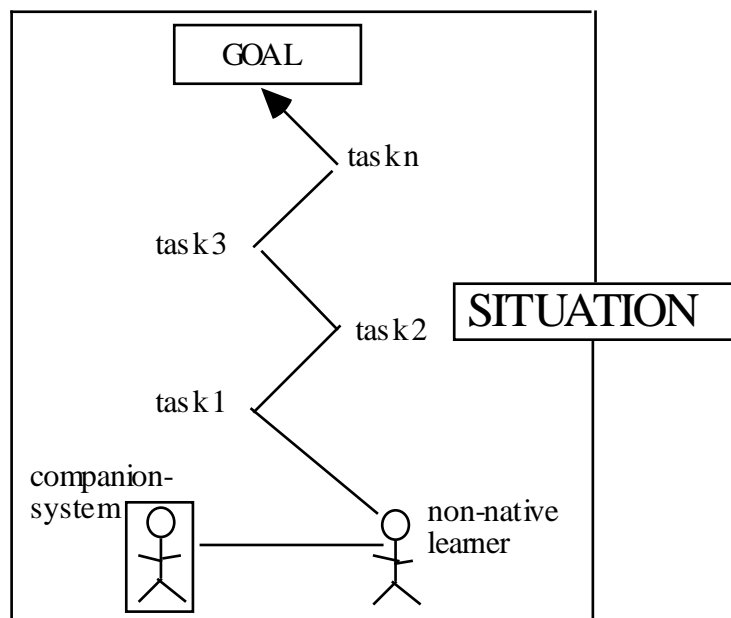 GOAL
taskn
task3
SITUATION
task2
task1
companion-
system
non-native
learner